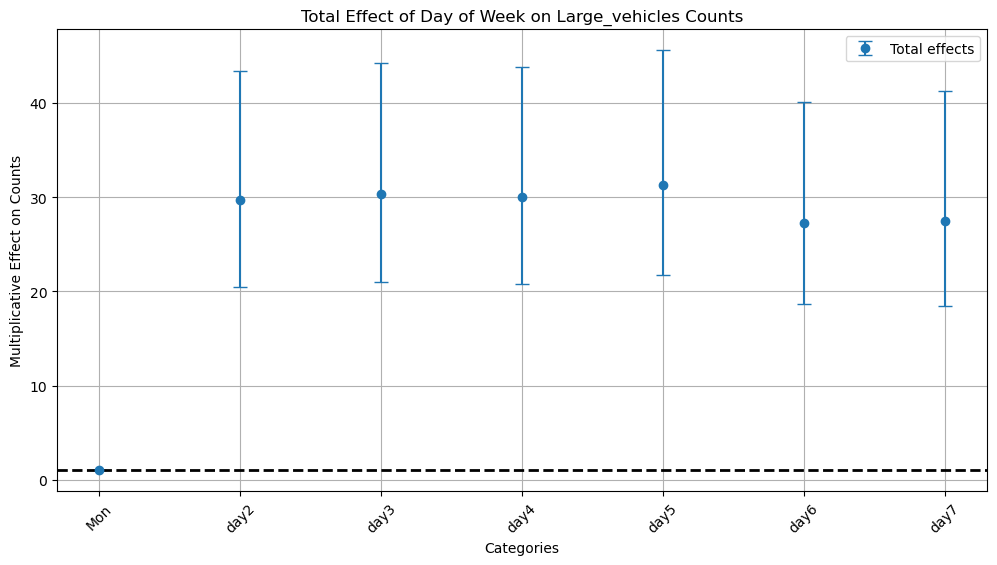 Total Effect of Day of Week on Large_vehicles Counts
Total effects
Multiplicative Effect on Counts
40
30
20
10
0
Mon
day2
day3
day4
day5
day6
day7
Categories